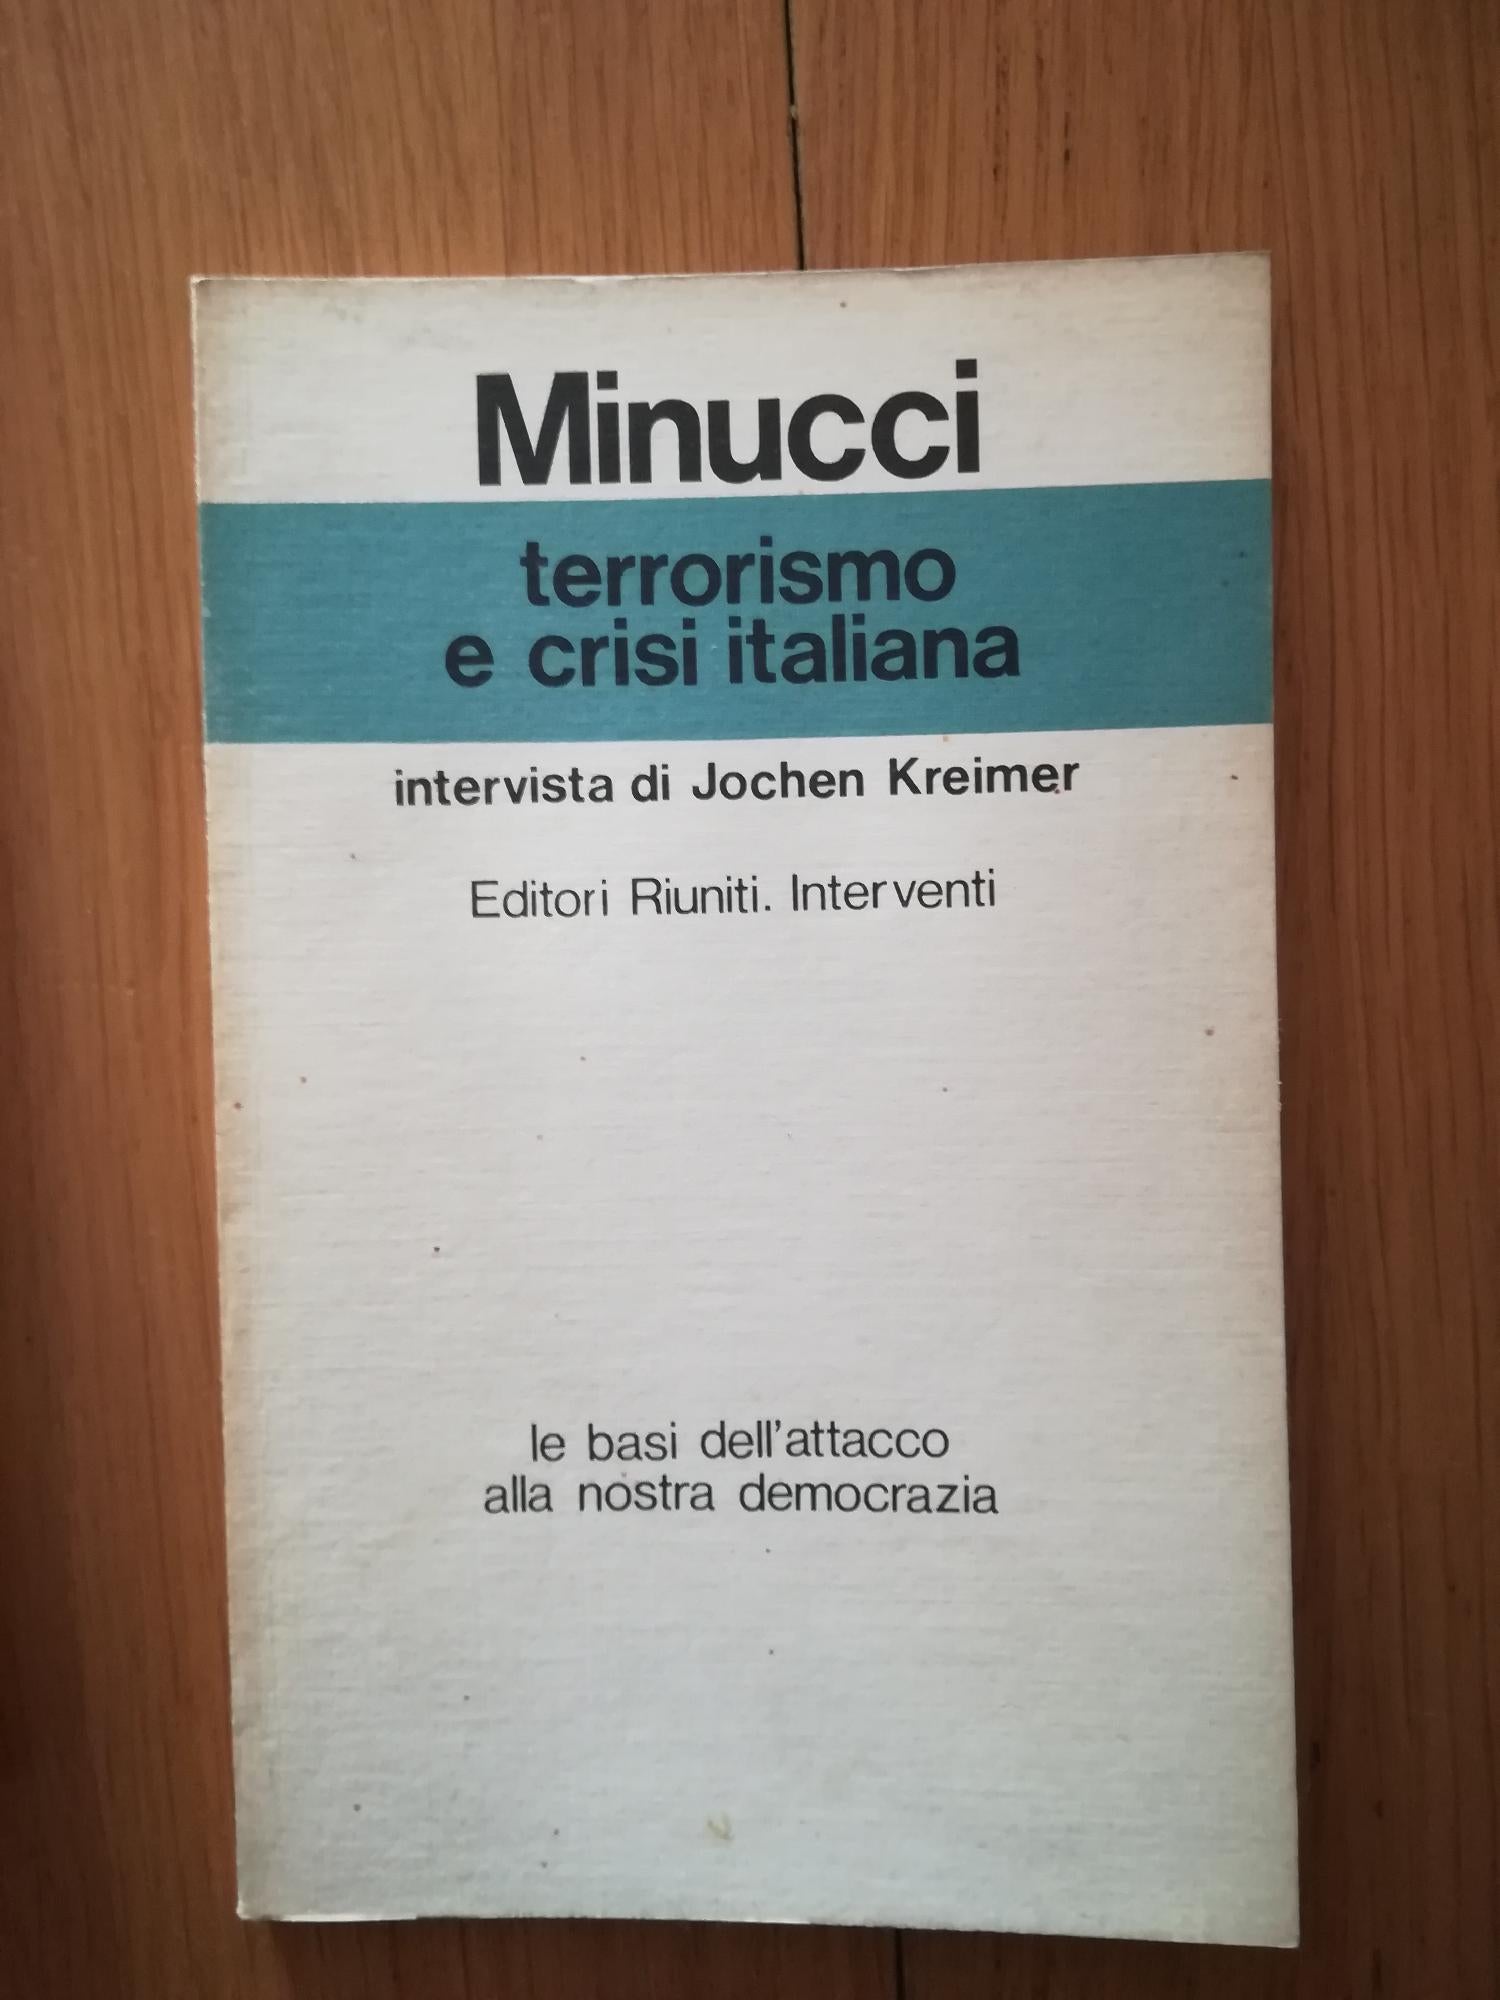 Minucci
terrorismo
e crisi italiana
intervista di Jochen Kreimer
Editori Riuniti. Interventi
le basi dell'attacco
alla nostra democrazia